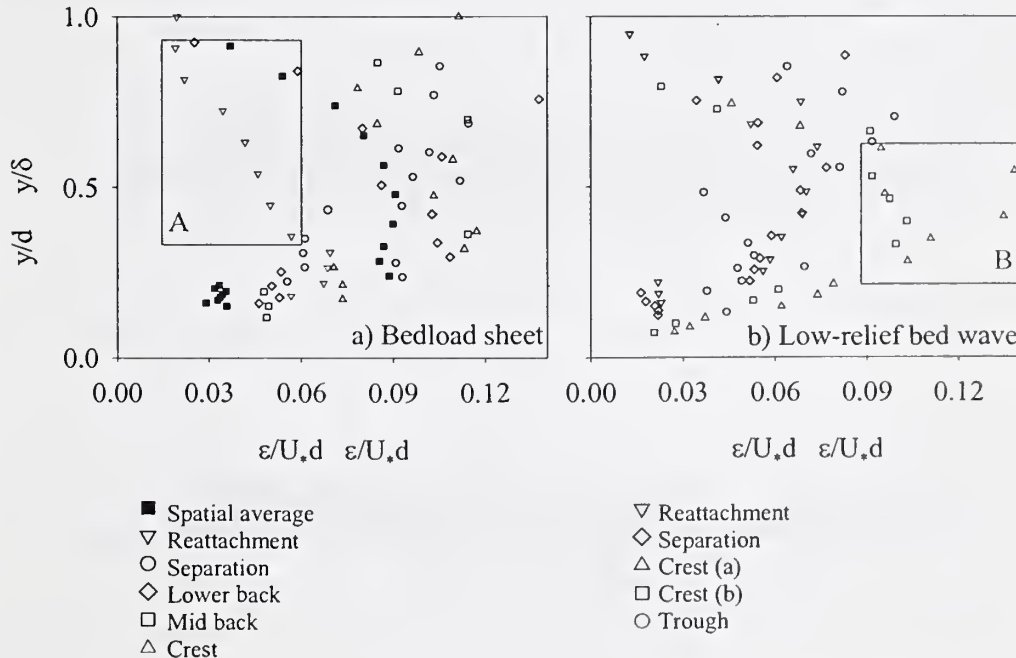 y/d y/δ
1.0
0.5
0.0
A
a) Bedload sheet
0.00 0.03 0.06 0.09 0.12
ε/U*d ε/U*d
B
b) Low-relief bed wave
0.00 0.03 0.06 0.09 0.12
ε/U*d ε/U*d
Spatial average
Reattachment
Separation
Lower back
Mid back
Crest
Reattachment
Separation
Crest (a)
Crest (b)
Trough